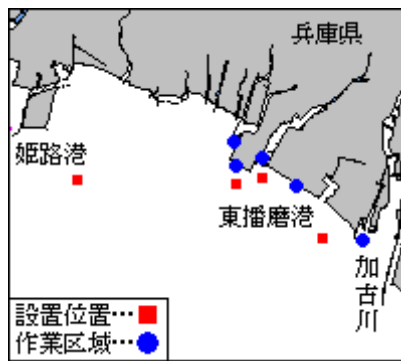 兵庫県
姫路港
東播磨港
加古川
設置位置…
作業区域…